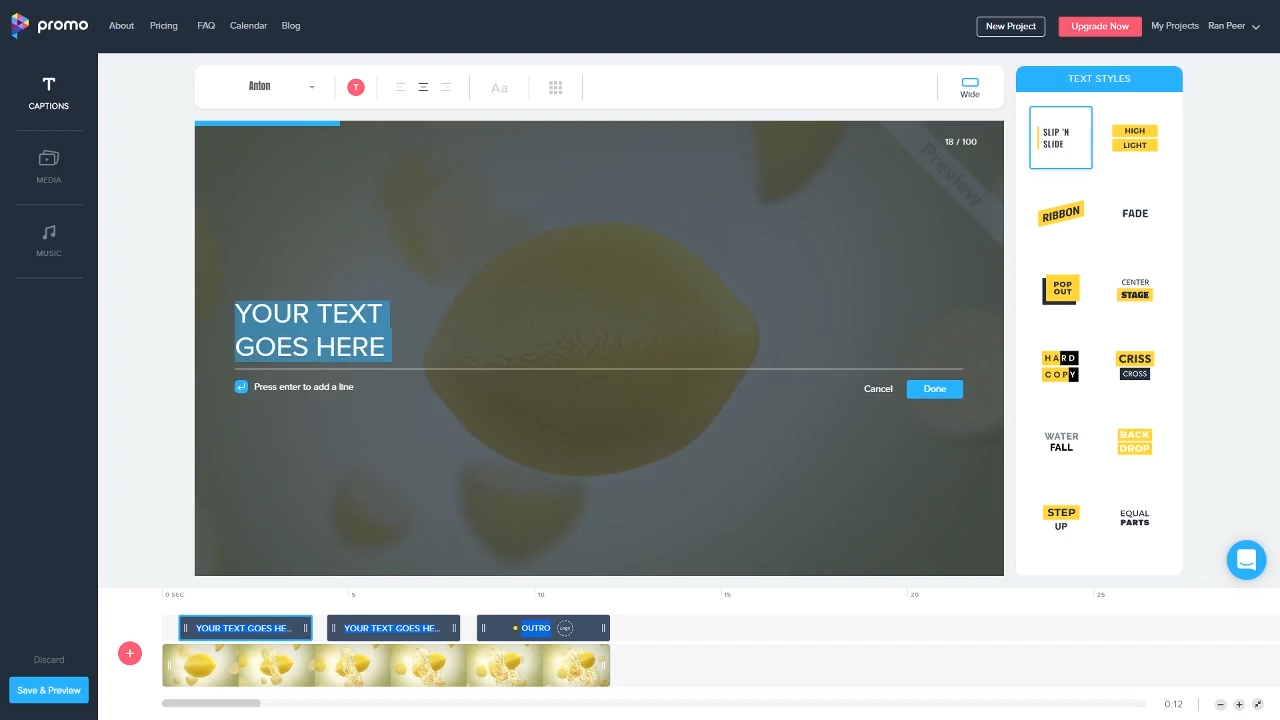 promo
About Pricing FAQ Calendar Blog
New Project Upgrade Now My Projects Ran Peer
T
CAPTIONS
MEDIA
MUSIC
Discard
Save & Preview
Anton
T
Aa
Wide
18 / 100
Preview
YOUR TEXT
GOES HERE
Press enter to add a line
Cancel Done
TEXT STYLES
SLIP 'N
SLIDE
HIGH
LIGHT
RIBBON
FADE
POP
OUT
CENTER
STAGE
HARD
COPY
CRISS
CROSS
WATER
FALL
BACK
DROP
STEP
UP
EQUAL
PARTS
0 SEC 5 10 15 20 25
YOUR TEXT GOES HE... YOUR TEXT GOES HE... OUTRO Logo
0:12